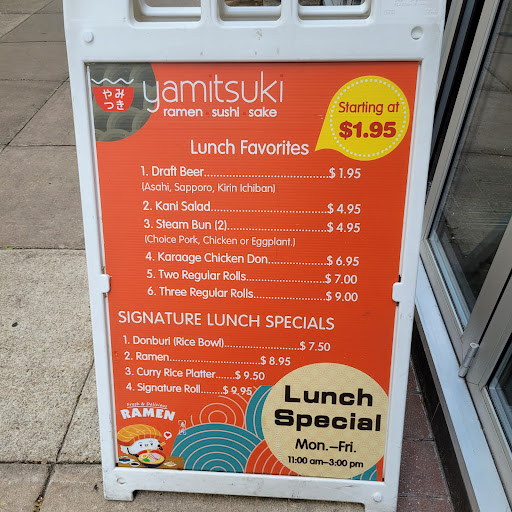 やみ
つき
yamitsuki
ramen sushi sake
Starting at
$1.95
Lunch Favorites
1. Draft Beer..............................$ 1.95
(Asahi, Sapporo, Kirin Ichiban)
2. Kani Salad............................$ 4.95
3. Steam Bun (2).........................$ 4.95
(Choice Pork, Chicken or Eggplant.)
4. Karaage Chicken Don..............$ 6.95
5. Two Regular Rolls....................$ 7.00
6. Three Regular Rolls..................$ 9.00
SIGNATURE LUNCH SPECIALS
1. Donburi (Rice Bowl)...................$ 7.50
2. Ramen.........................$ 8.95
3. Curry Rice Platter.....$ 9.50
4. Signature Roll......$ 9.95
Fresh & Delicious
RAMEN
Lunch
Special
Mon.–Fri.
11:00 am–3:00 pm